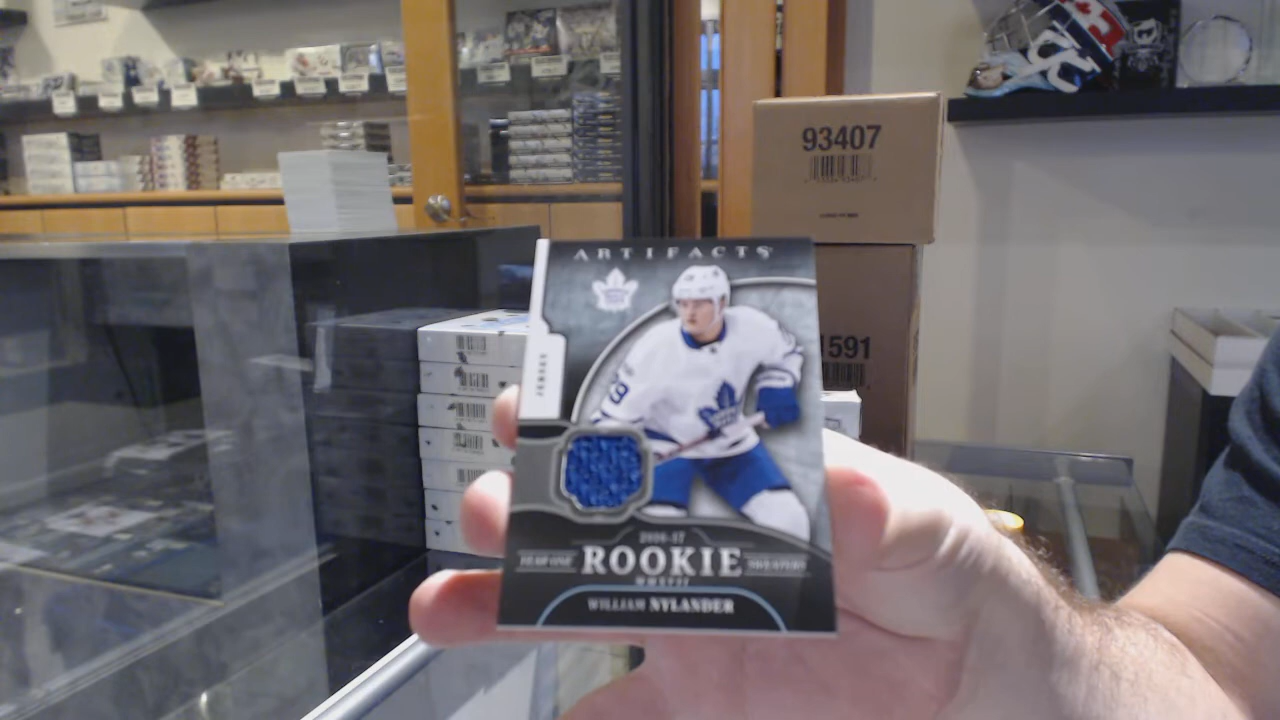 93407
1591
ARTIFACTS
JERSEY
2016-17
YEAR ONE ROOKIE SWEATERS
WILLIAM NYLANDER